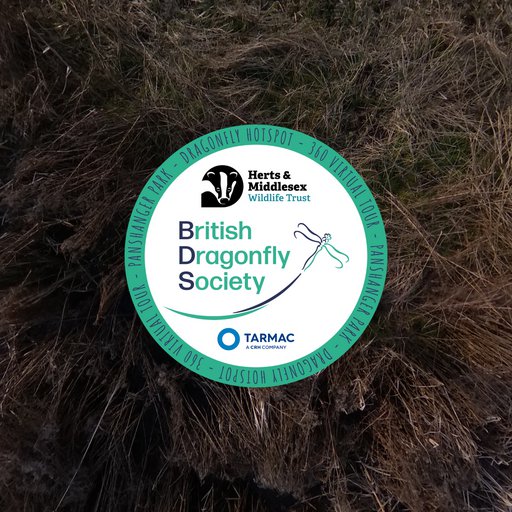 PANSHANGER PARK - DRAGONFLY HOTSPOT - 360 VIRTUAL TOUR - PANSHANGER PARK - DRAGONFLY HOTSPOT - 360 VIRTUAL TOUR -
Herts &
Middlesex
Wildlife Trust
British
Dragonfly
Society
TARMAC
A CRH COMPANY